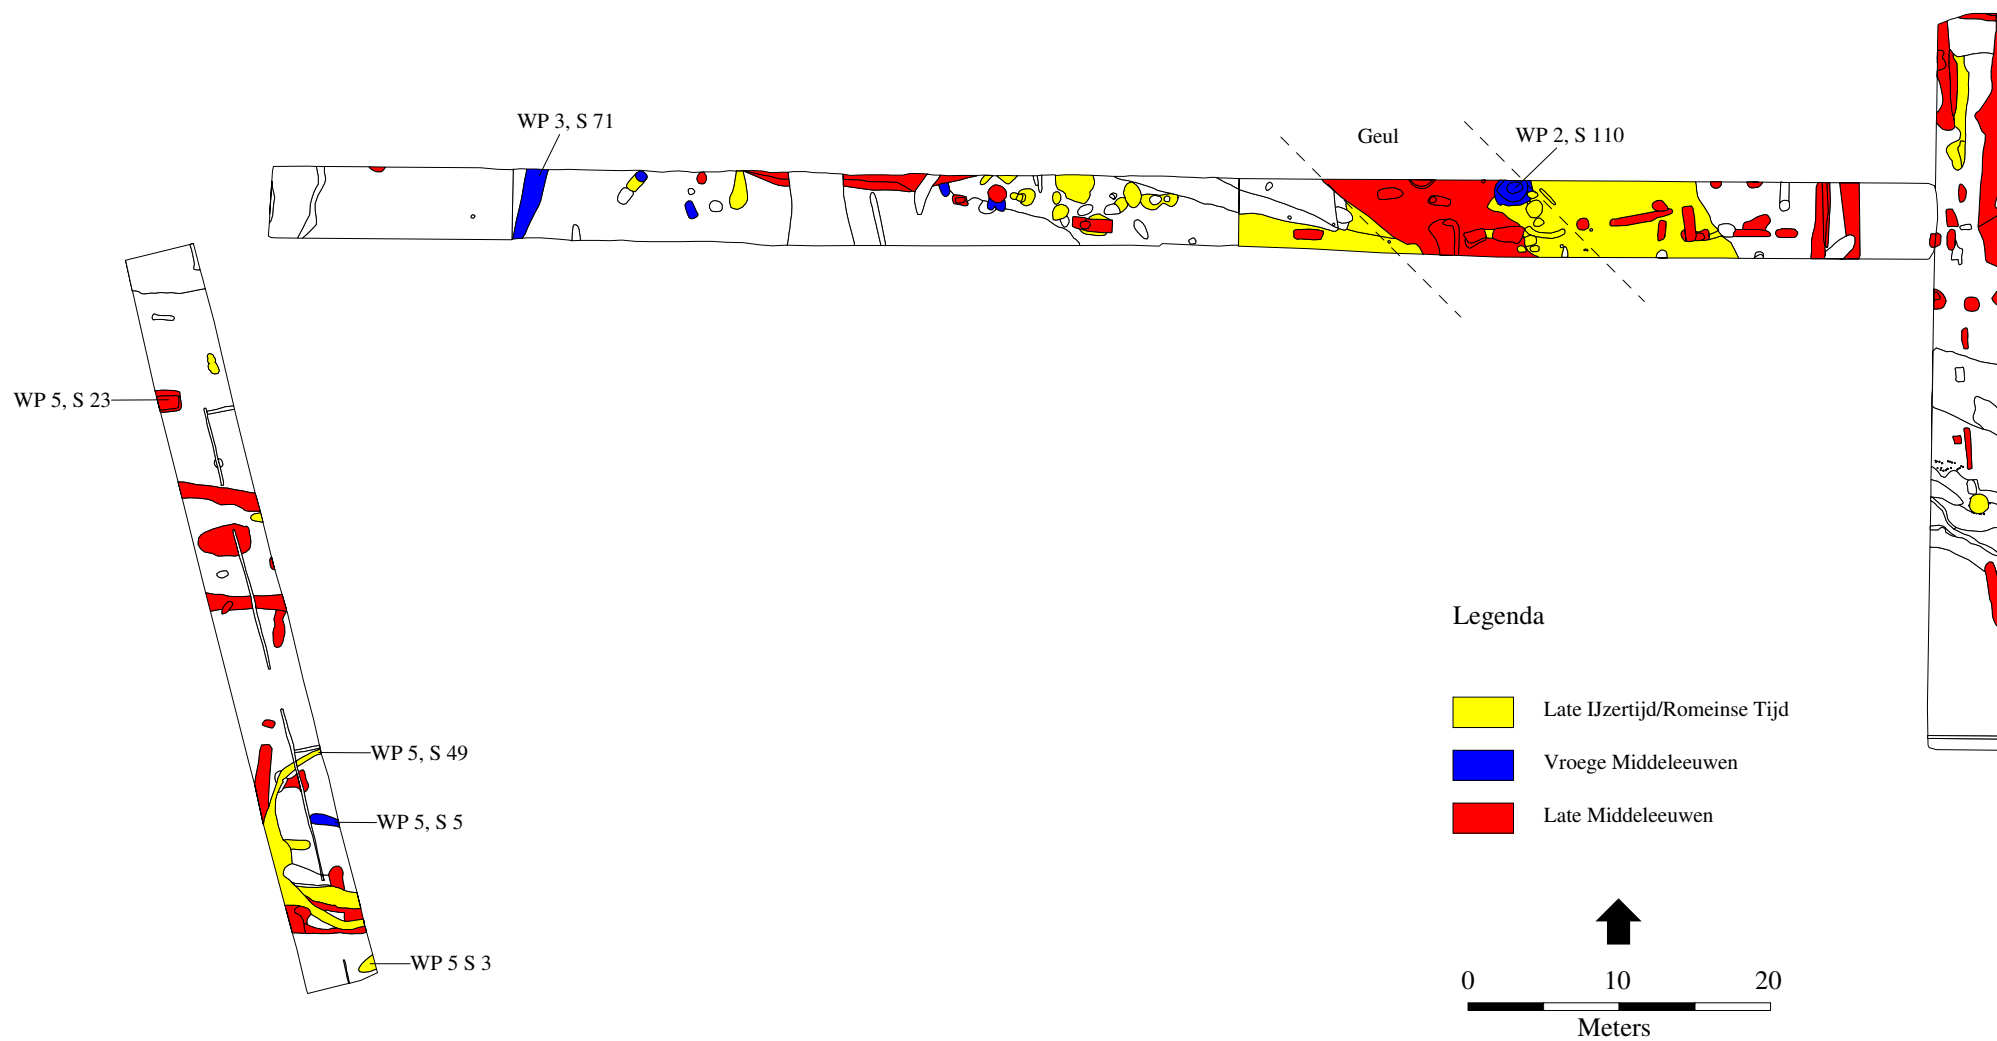 WP 3, S 71
Geul
WP 2, S 110
WP 5, S 23
WP 5, S 49
WP 5, S 5
WP 5 S 3
Legenda
Late IJzertijd/Romeinse Tijd
Vroege Middeleeuwen
Late Middeleeuwen
0 10 20
Meters